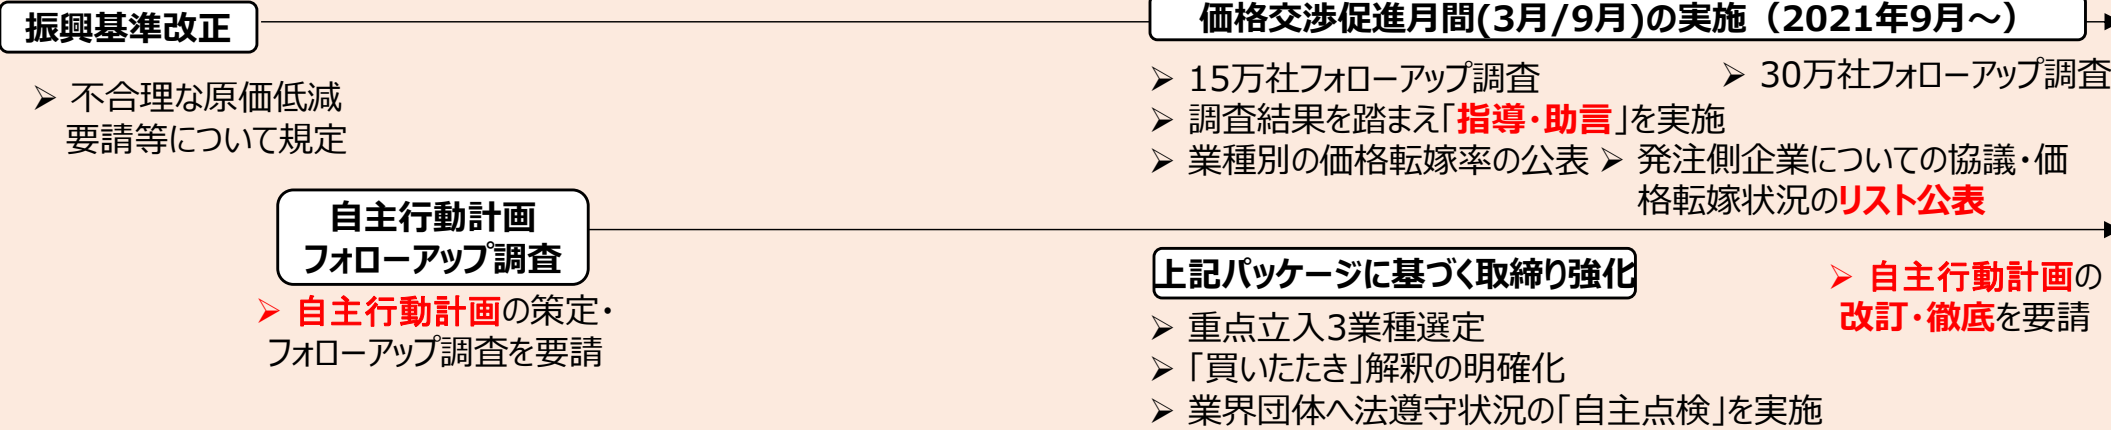 振興基準改正
➢ 不合理な原価低減
要請等について規定
価格交渉促進月間(3月/9月)の実施（2021年9月～）
➢ 15万社フォローアップ調査
➢ 30万社フォローアップ調査
➢ 調査結果を踏まえ｢指導･助言｣を実施
➢ 業種別の価格転嫁率の公表
➢ 発注側企業についての協議･価
格転嫁状況のリスト公表
自主行動計画
フォローアップ調査
➢ 自主行動計画の策定･
フォローアップ調査を要請
上記パッケージに基づく取締り強化
➢ 重点立入3業種選定
➢ ｢買いたたき｣解釈の明確化
➢ 業界団体へ法遵守状況の｢自主点検｣を実施
➢ 自主行動計画の
改訂･徹底を要請